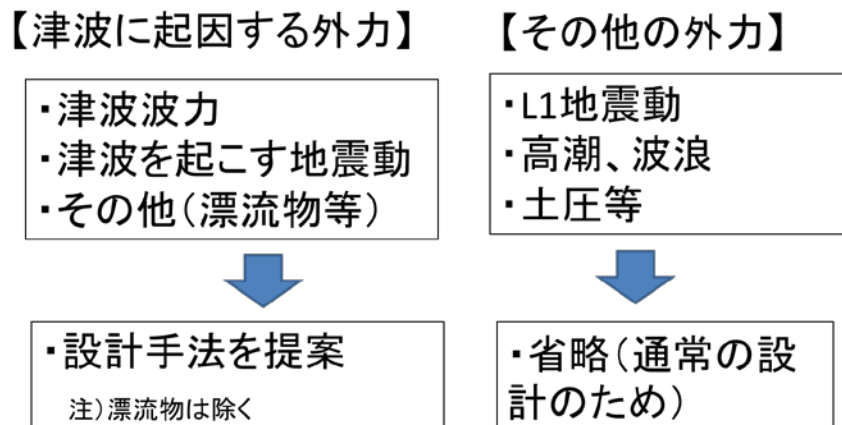 【津波に起因する外力】
・津波波力
・津波を起こす地震動
・その他(漂流物等)
・設計手法を提案
注)漂流物は除く
【その他の外力】
・L1地震動
・高潮、波浪
・土圧等
・省略(通常の設
計のため)